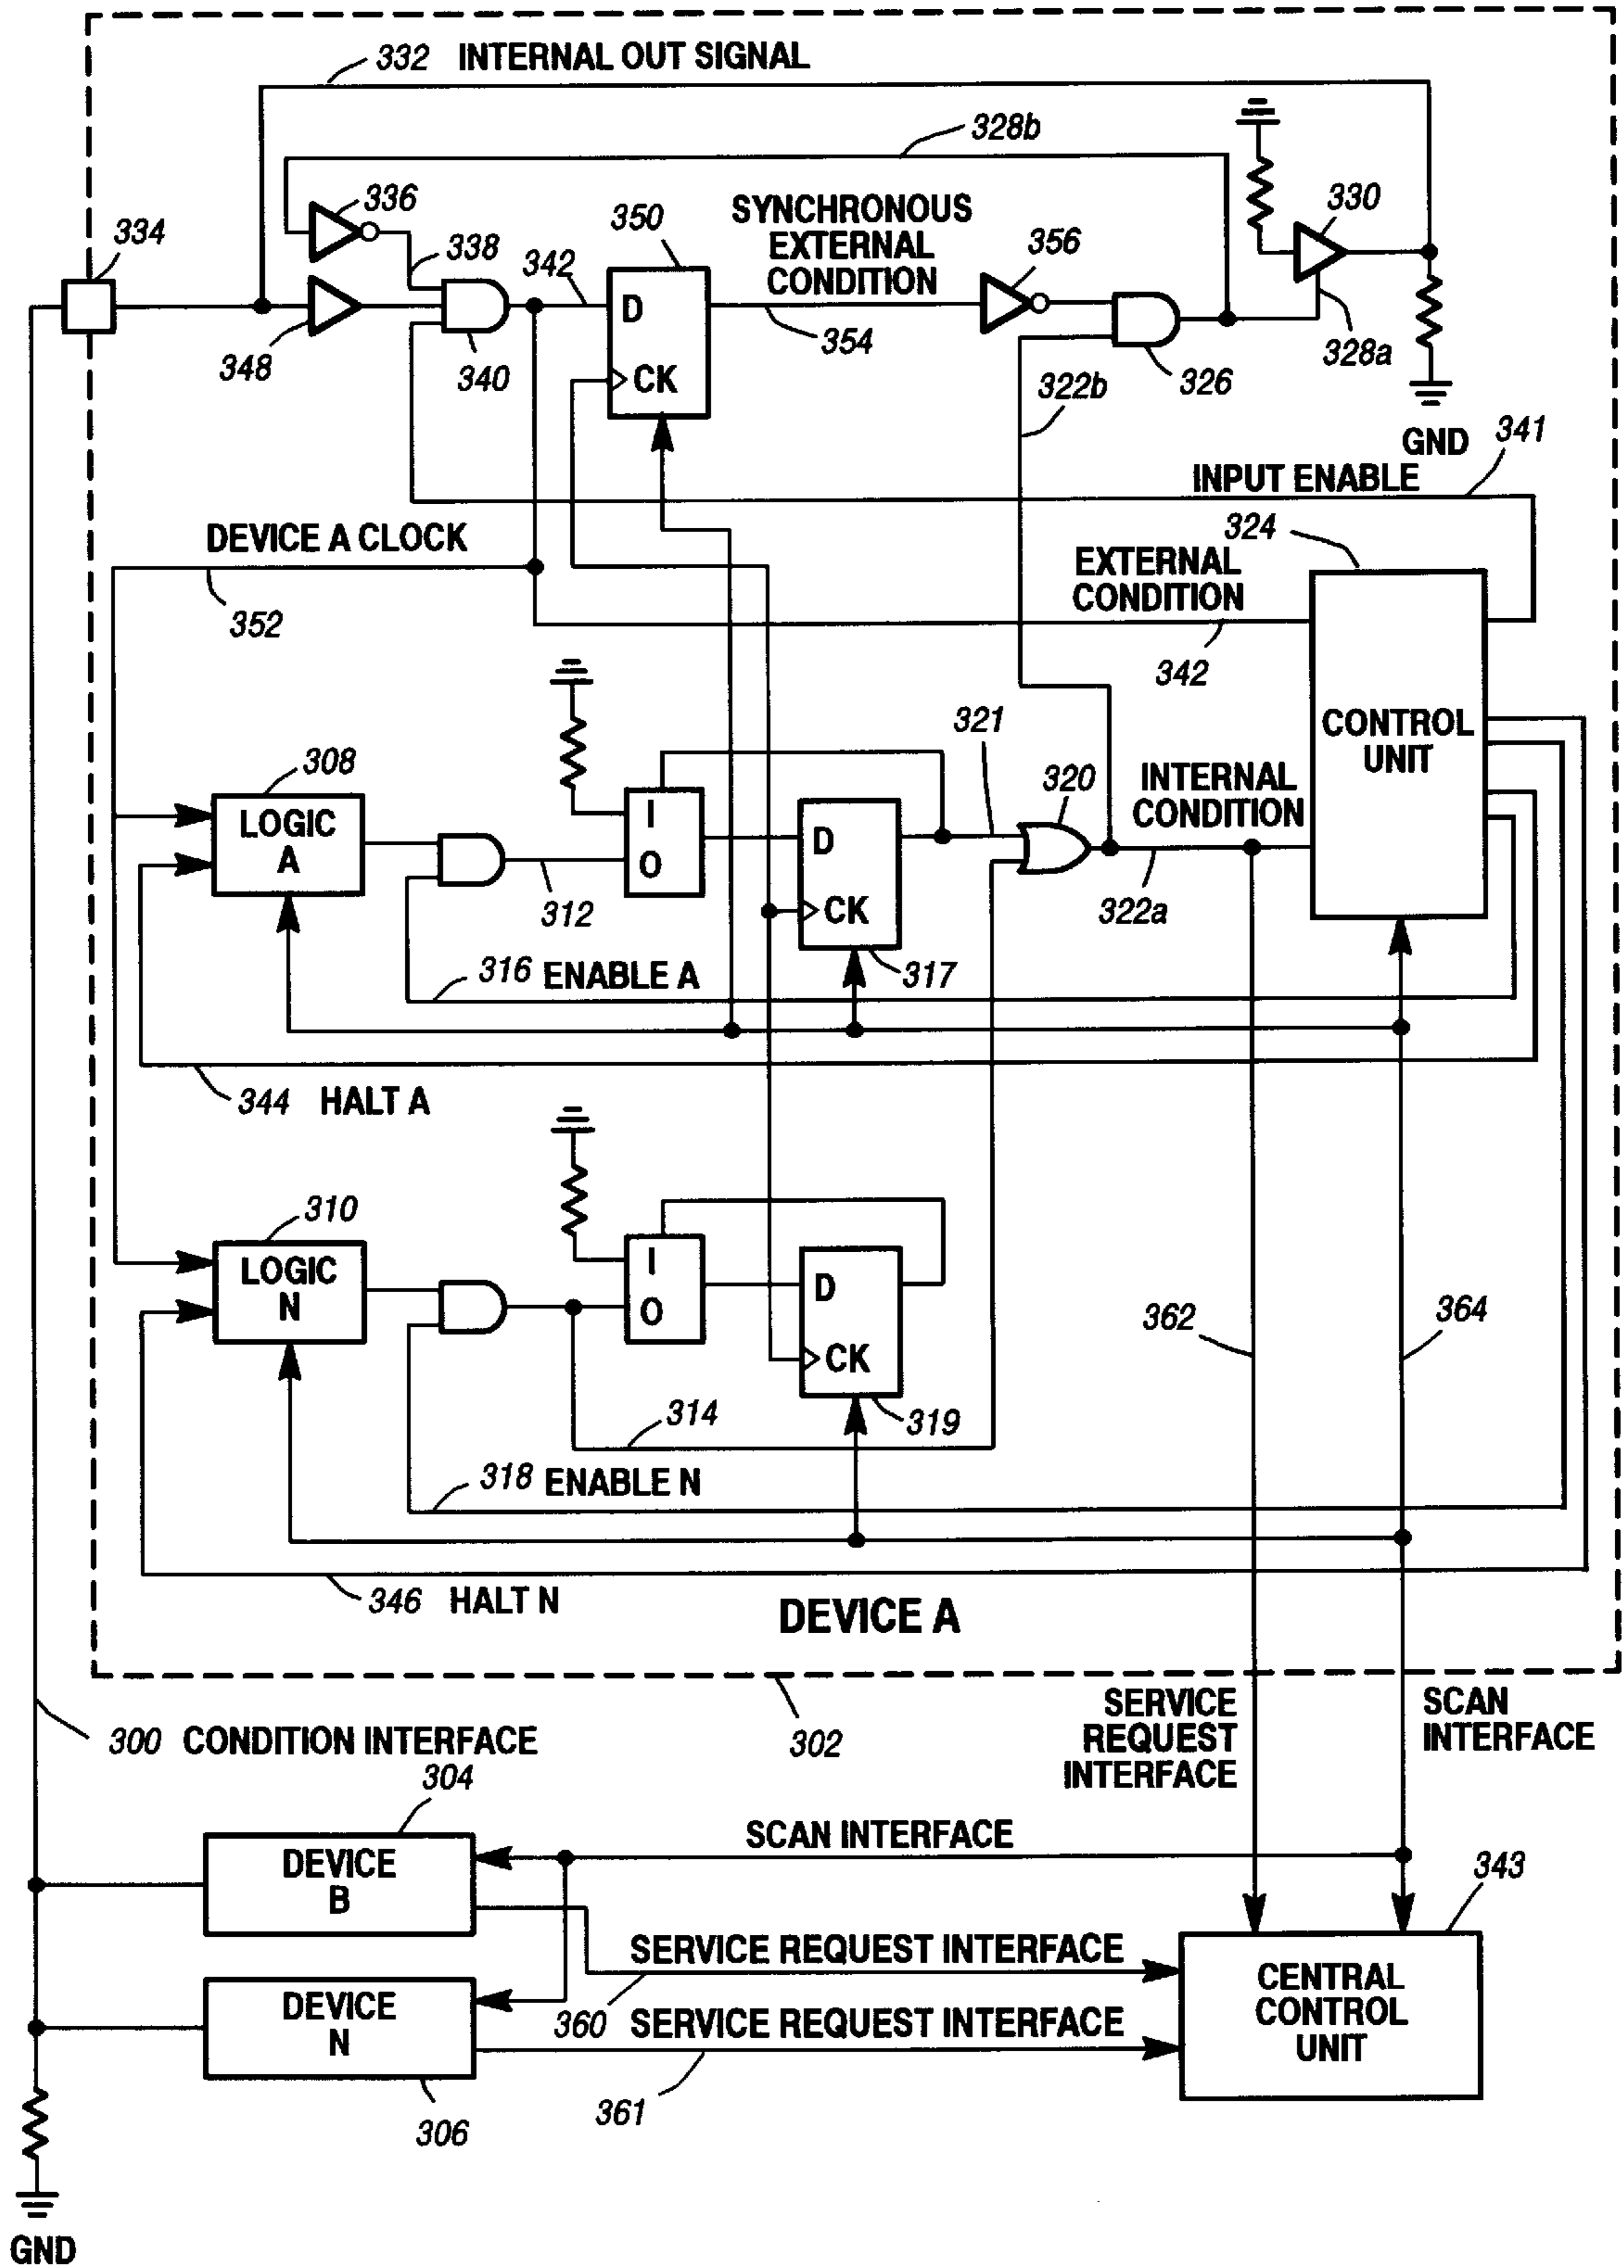 332 INTERNAL OUT SIGNAL
328b
336
334
338
342
350
SYNCHRONOUS
EXTERNAL
CONDITION
356
330
D
CK
348
340
354
326
328a
322b
GND
341
INPUT ENABLE
324
DEVICE A CLOCK
352
EXTERNAL
CONDITION
342
CONTROL
UNIT
308
LOGIC
A
312
I
O
D
CK
321
320
INTERNAL
CONDITION
322a
316 ENABLE A
317
344 HALT A
310
LOGIC
N
I
O
D
CK
314
319
362
364
318 ENABLE N
346 HALT N
DEVICE A
302
300 CONDITION INTERFACE
SERVICE
REQUEST
INTERFACE
SCAN
INTERFACE
304
DEVICE
B
SCAN INTERFACE
343
SERVICE REQUEST INTERFACE
360
DEVICE
N
SERVICE REQUEST INTERFACE
361
306
CENTRAL
CONTROL
UNIT
GND